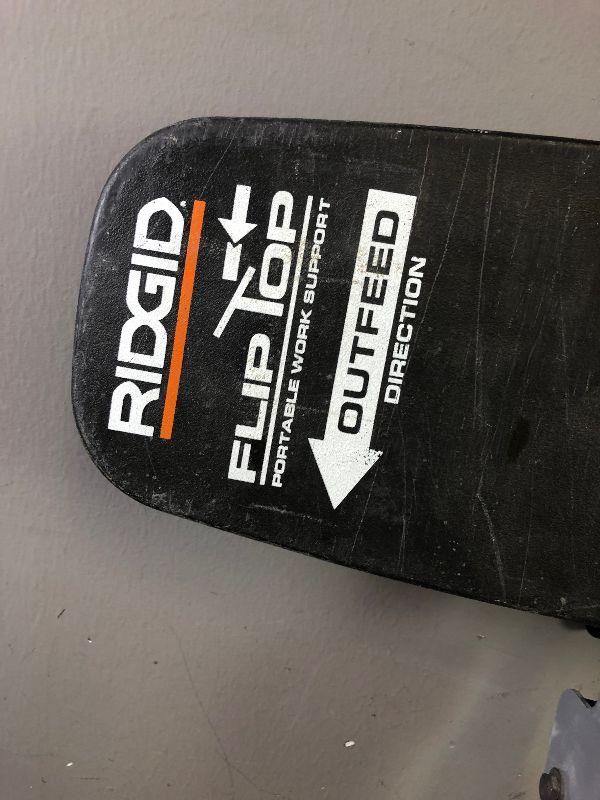 RIDGID
FLIP TOP
PORTABLE WORK SUPPORT
OUTFEED
DIRECTION